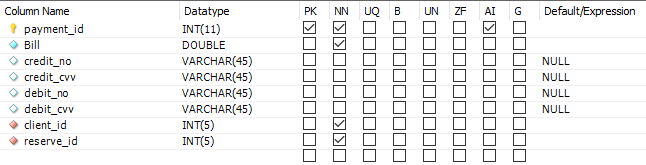 Column Name Datatype PK NN UQ B UN ZF AI G Default/Expression
payment_id INT(11)
Bill DOUBLE
credit_no VARCHAR(45) NULL
credit_cvv VARCHAR(45) NULL
debit_no VARCHAR(45) NULL
debit_cvv VARCHAR(45) NULL
client_id INT(5)
reserve_id INT(5)